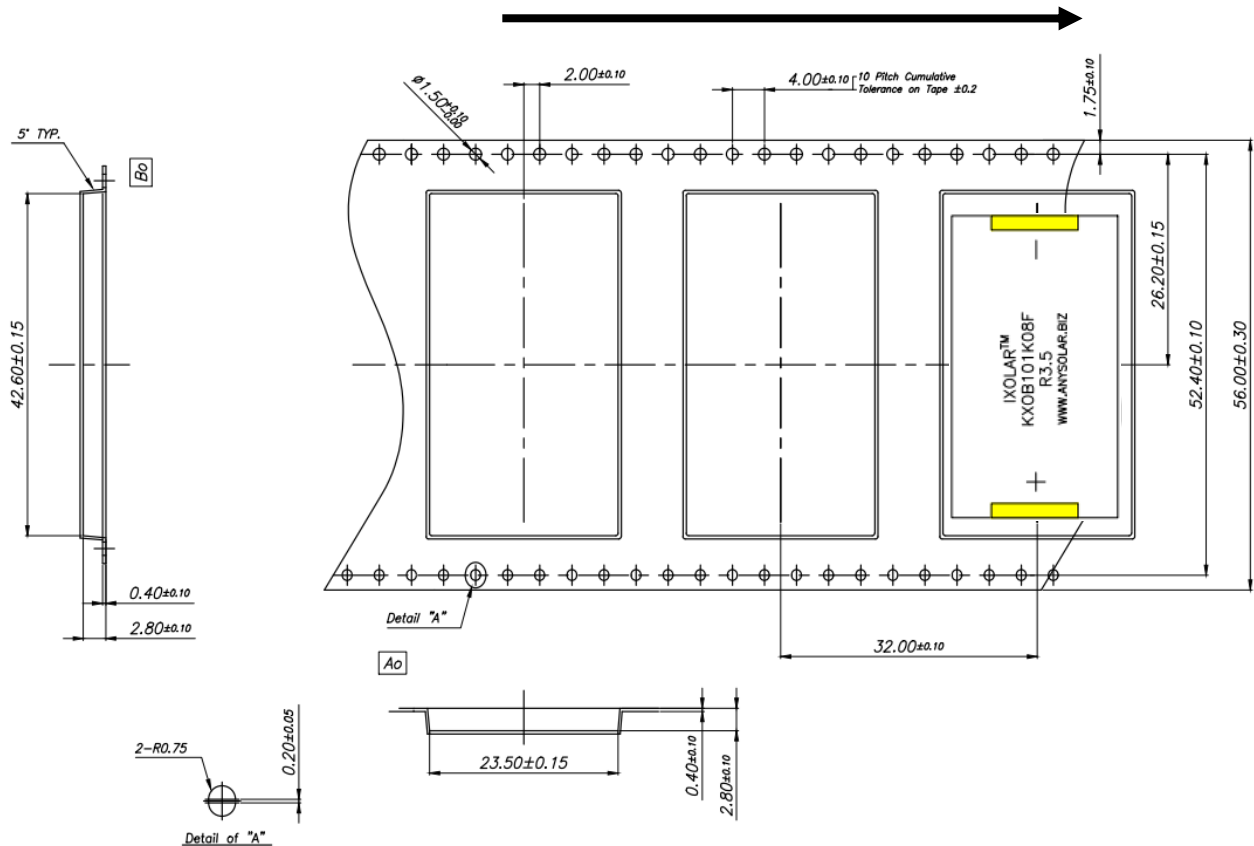 ⌀1.50+0.10
-0.00
2.00±0.10
4.00±0.10
10 Pitch Cumulative
Tolerance on Tape ±0.2
1.75±0.10
5° TYP.
Bo
42.60±0.15
26.20±0.15
52.40±0.10
56.00±0.30
IXOLAR™
KXOB101K08F
R3.5
WWW.ANYSOLAR.BIZ
−
+
0.40±0.10
2.80±0.10
Detail "A"
32.00±0.10
Ao
23.50±0.15
0.40±0.10
2.80±0.10
2-R0.75
0.20±0.05
Detail of "A"